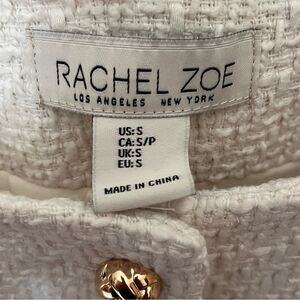 RACHEL ZOE
LOS ANGELES NEW YORK
US:S
CA:S/P
UK:S
EU:S
MADE IN CHINA